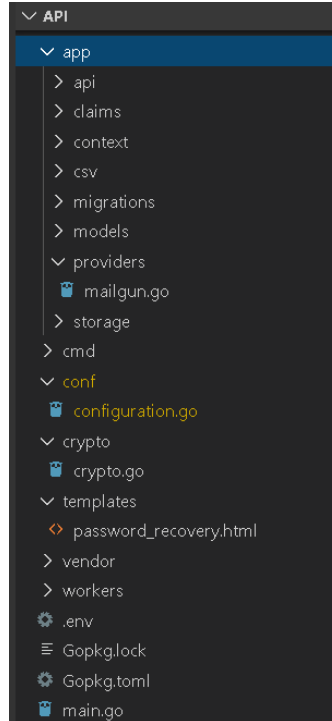 API
app
api
claims
context
csv
migrations
models
providers
mailgun.go
storage
cmd
conf
configuration.go
crypto
crypto.go
templates
password_recovery.html
vendor
workers
.env
Gopkg.lock
Gopkg.toml
main.go